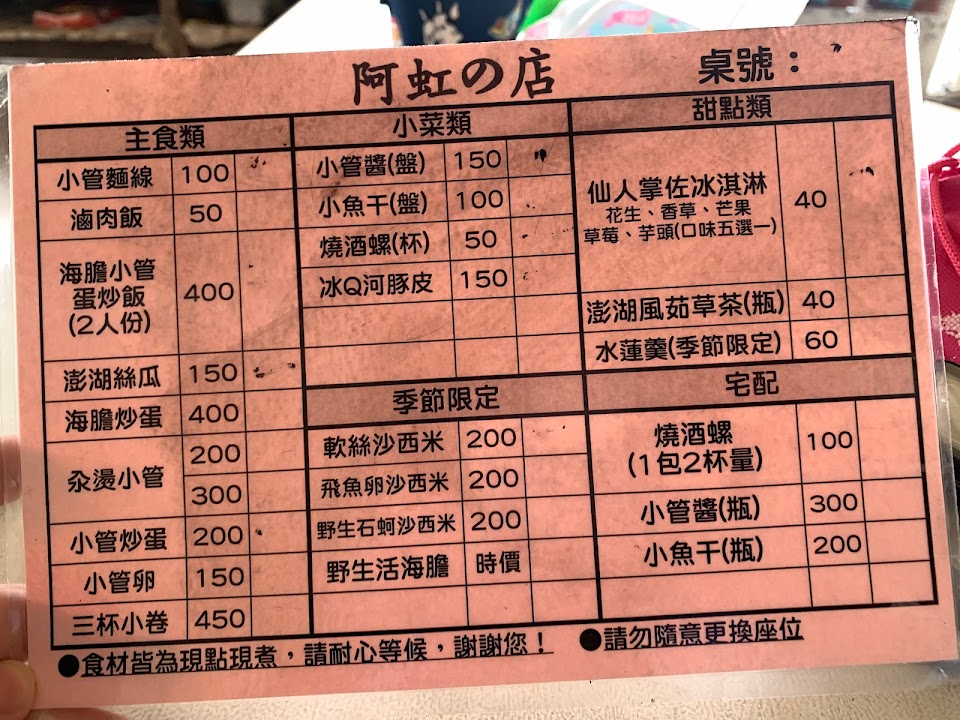 阿虹の店
桌號：
主食類
小管麵線 100
滷肉飯 50
海膽小管
蛋炒飯
(2人份)
400
澎湖絲瓜 150
海膽炒蛋 400
汆燙小管
200
300
小管炒蛋 200
小管卵 150
三杯小卷 450
小菜類
小管醬(盤) 150
小魚干(盤) 100
燒酒螺(杯) 50
冰Q河豚皮 150
季節限定
軟絲沙西米 200
飛魚卵沙西米 200
野生石蚵沙西米 200
野生活海膽 時價
甜點類
仙人掌佐冰淇淋
花生、香草、芒果
草莓、芋頭(口味五選一)
40
澎湖風茹草茶(瓶) 40
水蓮羹(季節限定) 60
宅配
燒酒螺
(1包2杯量)
100
小管醬(瓶) 300
小魚干(瓶) 200
●食材皆為現點現煮，請耐心等候，謝謝您！
●請勿隨意更換座位